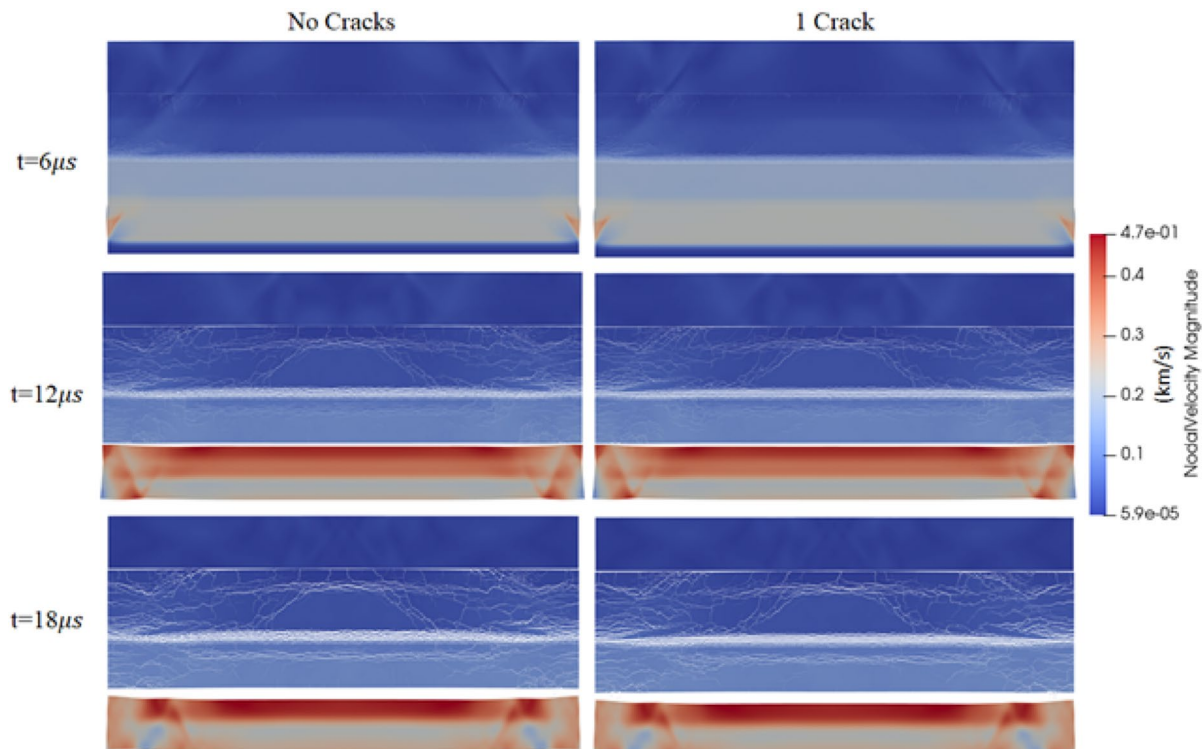 No Cracks
1 Crack
t=6μs
4.7e-01
0.4
0.3
0.2
0.1
5.9e-05
NodalVelocity Magnitude
(km/s)
t=12μs
t=18μs